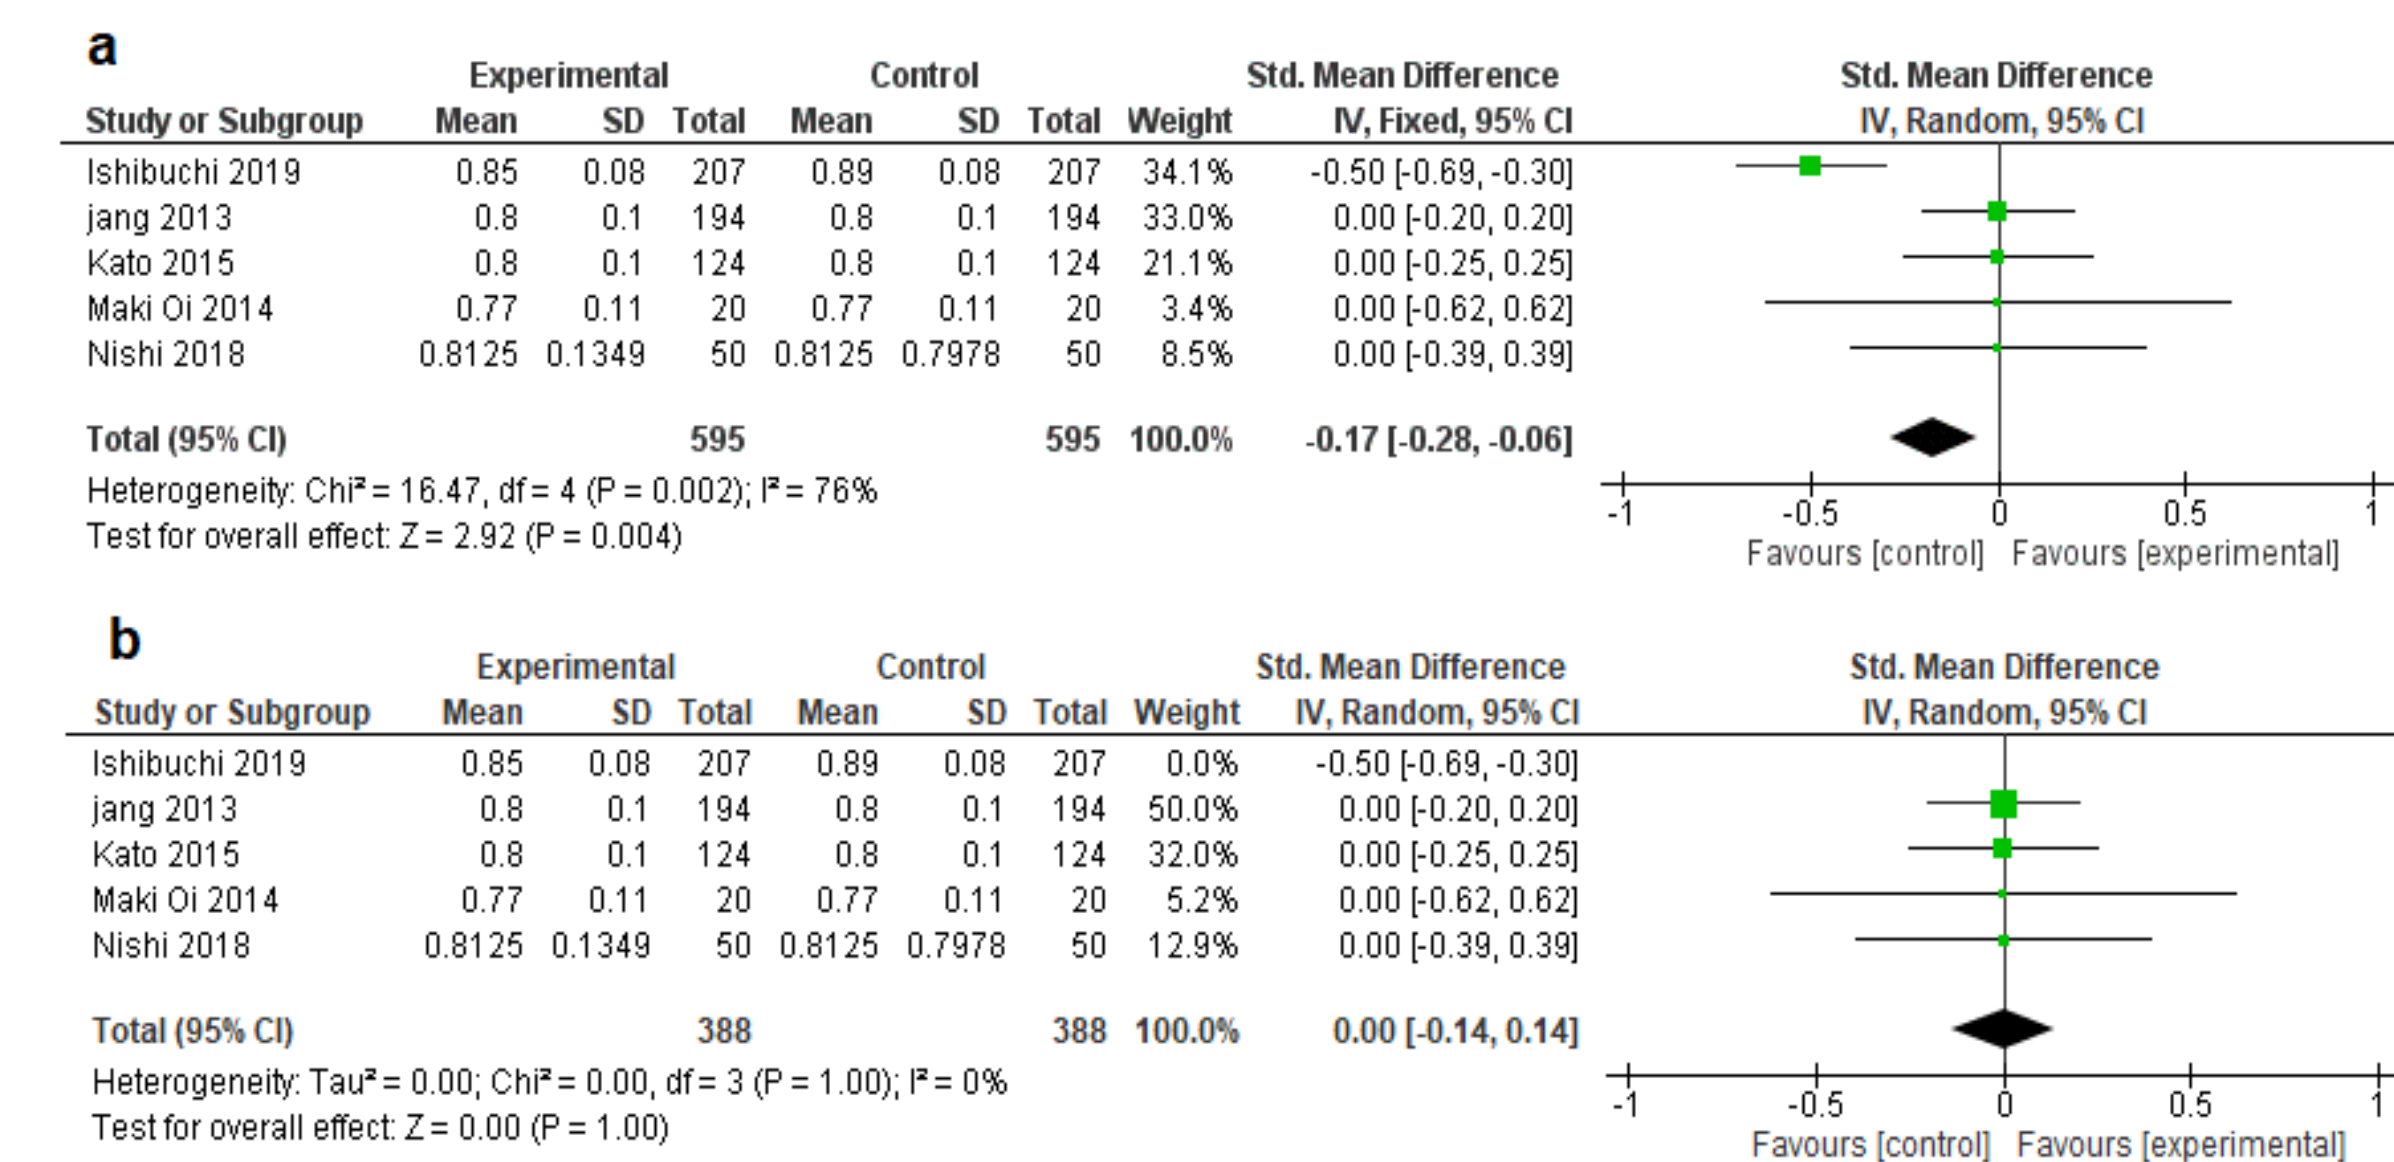 a
Experimental Control Std. Mean Difference Std. Mean Difference
Study or Subgroup Mean SD Total Mean SD Total Weight IV, Fixed, 95% CI IV, Random, 95% CI
Ishibuchi 2019 0.85 0.08 207 0.89 0.08 207 34.1% -0.50 [-0.69, -0.30]
jang 2013 0.8 0.1 194 0.8 0.1 194 33.0% 0.00 [-0.20, 0.20]
Kato 2015 0.8 0.1 124 0.8 0.1 124 21.1% 0.00 [-0.25, 0.25]
Maki Oi 2014 0.77 0.11 20 0.77 0.11 20 3.4% 0.00 [-0.62, 0.62]
Nishi 2018 0.8125 0.1349 50 0.8125 0.7978 50 8.5% 0.00 [-0.39, 0.39]
Total (95% CI) 595 595 100.0% -0.17 [-0.28, -0.06]
Heterogeneity: Chi² = 16.47, df = 4 (P = 0.002); I² = 76%
Test for overall effect: Z = 2.92 (P = 0.004)
-1 -0.5 0 0.5 1
Favours [control] Favours [experimental]
b
Experimental Control Std. Mean Difference Std. Mean Difference
Study or Subgroup Mean SD Total Mean SD Total Weight IV, Random, 95% CI IV, Random, 95% CI
Ishibuchi 2019 0.85 0.08 207 0.89 0.08 207 0.0% -0.50 [-0.69, -0.30]
jang 2013 0.8 0.1 194 0.8 0.1 194 50.0% 0.00 [-0.20, 0.20]
Kato 2015 0.8 0.1 124 0.8 0.1 124 32.0% 0.00 [-0.25, 0.25]
Maki Oi 2014 0.77 0.11 20 0.77 0.11 20 5.2% 0.00 [-0.62, 0.62]
Nishi 2018 0.8125 0.1349 50 0.8125 0.7978 50 12.9% 0.00 [-0.39, 0.39]
Total (95% CI) 388 388 100.0% 0.00 [-0.14, 0.14]
Heterogeneity: Tau² = 0.00; Chi² = 0.00, df = 3 (P = 1.00); I² = 0%
Test for overall effect: Z = 0.00 (P = 1.00)
-1 -0.5 0 0.5 1
Favours [control] Favours [experimental]